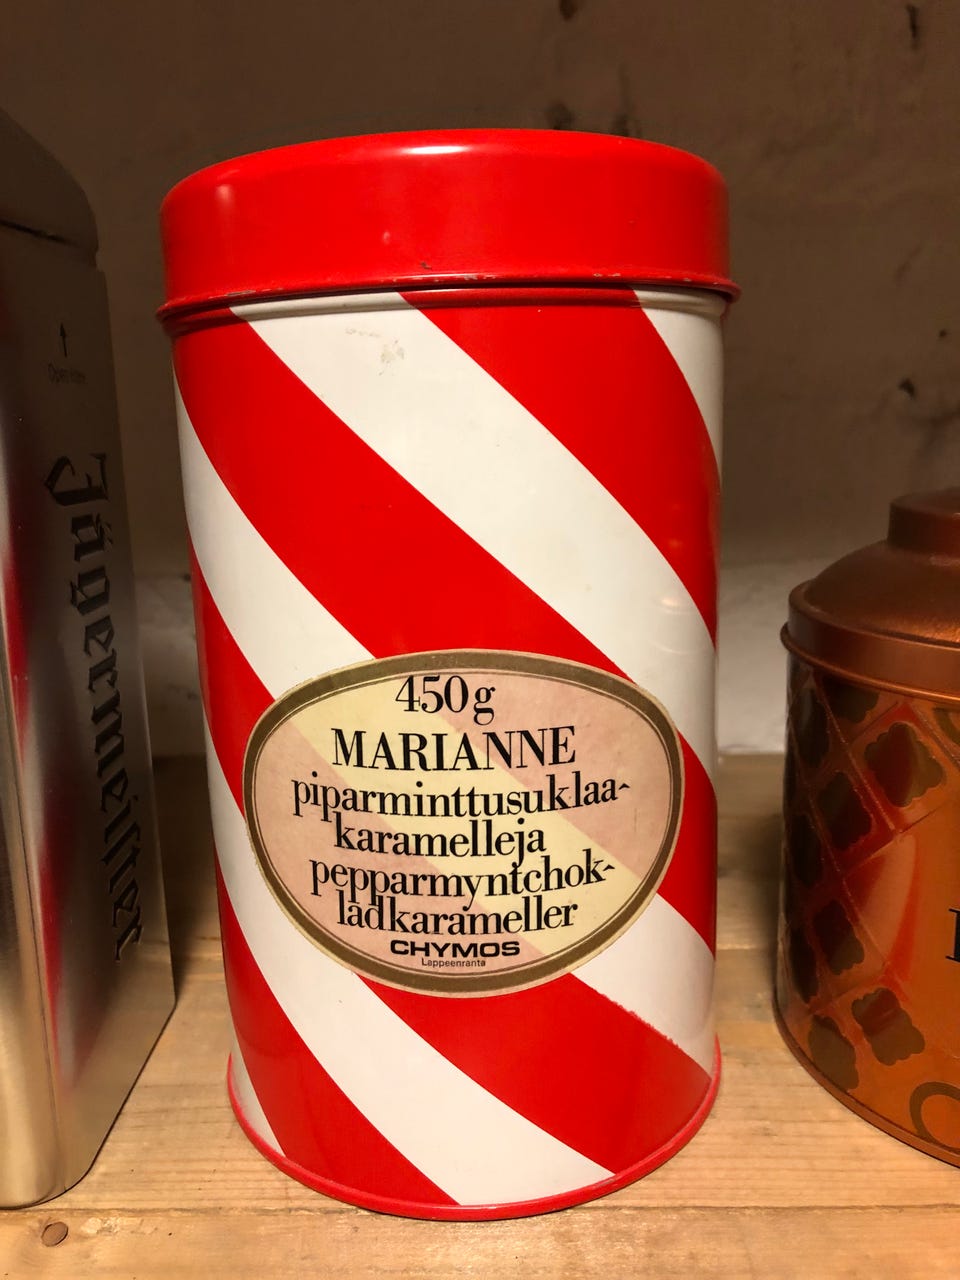 450g
MARIANNE
piparminttusuklaa-
karamelleja
pepparmyntchok-
ladkarameller
CHYMOS
Lappeenranta
Jägermeister